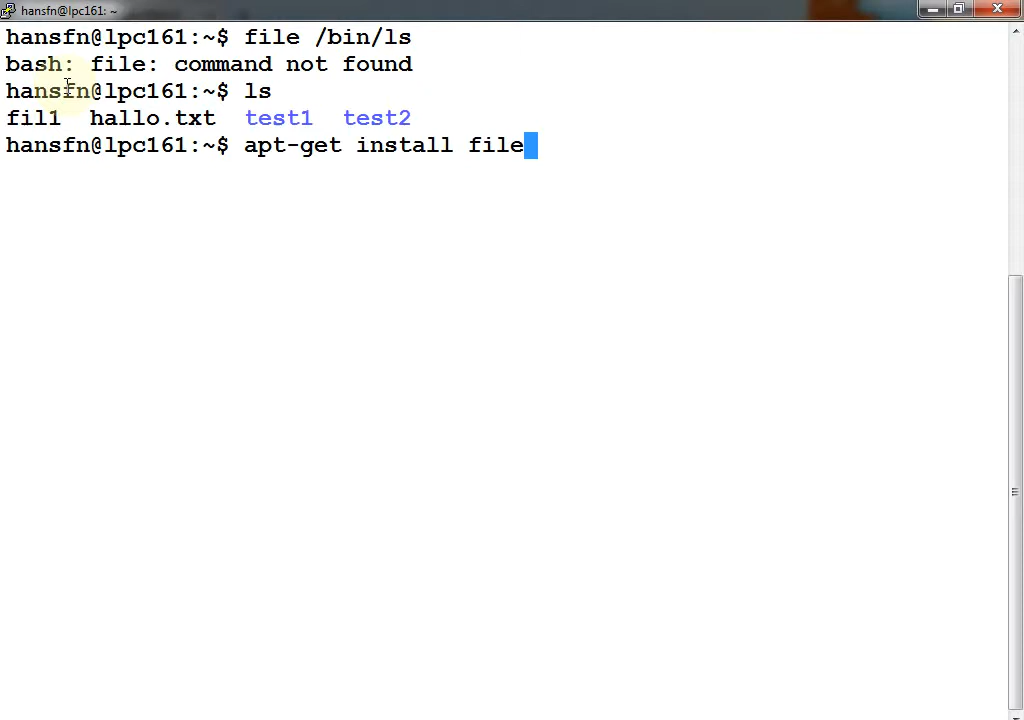 hansfn@lpc161: ~
hansfn@lpc161:~$ file /bin/ls
bash: file: command not found
hansfn@lpc161:~$ ls
fil1  hallo.txt  test1  test2
hansfn@lpc161:~$ apt-get install file